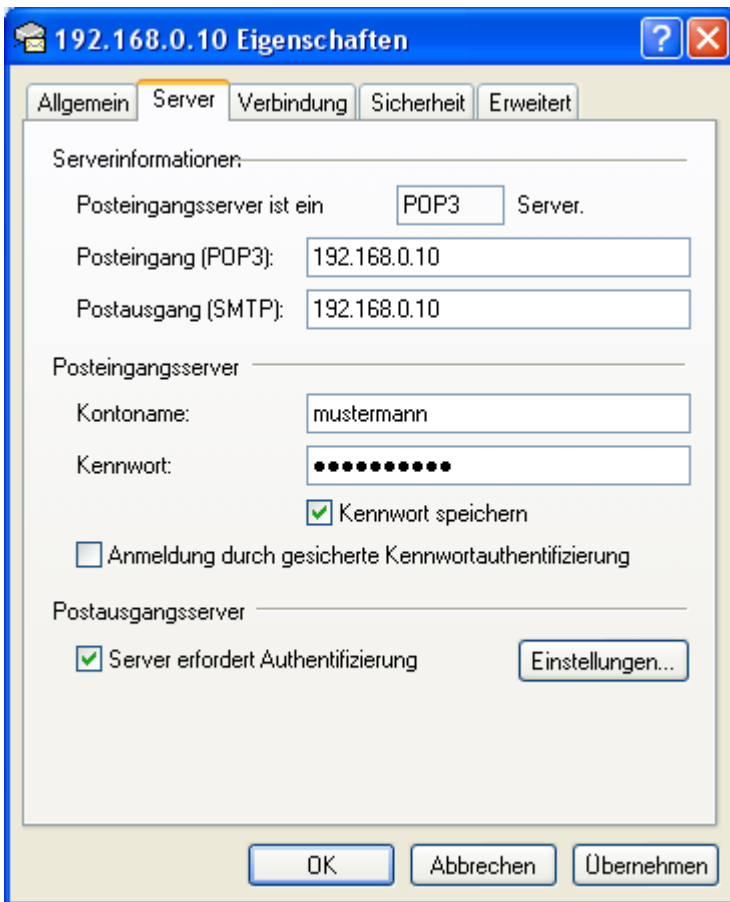 192.168.0.10 Eigenschaften
Allgemein Server Verbindung Sicherheit Erweitert
Serverinformationen
Posteingangsserver ist ein POP3 Server.
Posteingang (POP3): 192.168.0.10
Postausgang (SMTP): 192.168.0.10
Posteingangsserver
Kontoname: mustermann
Kennwort: ●●●●●●●●●●
Kennwort speichern
Anmeldung durch gesicherte Kennwortauthentifizierung
Postausgangsserver
Server erfordert Authentifizierung Einstellungen...
OK Abbrechen Übernehmen